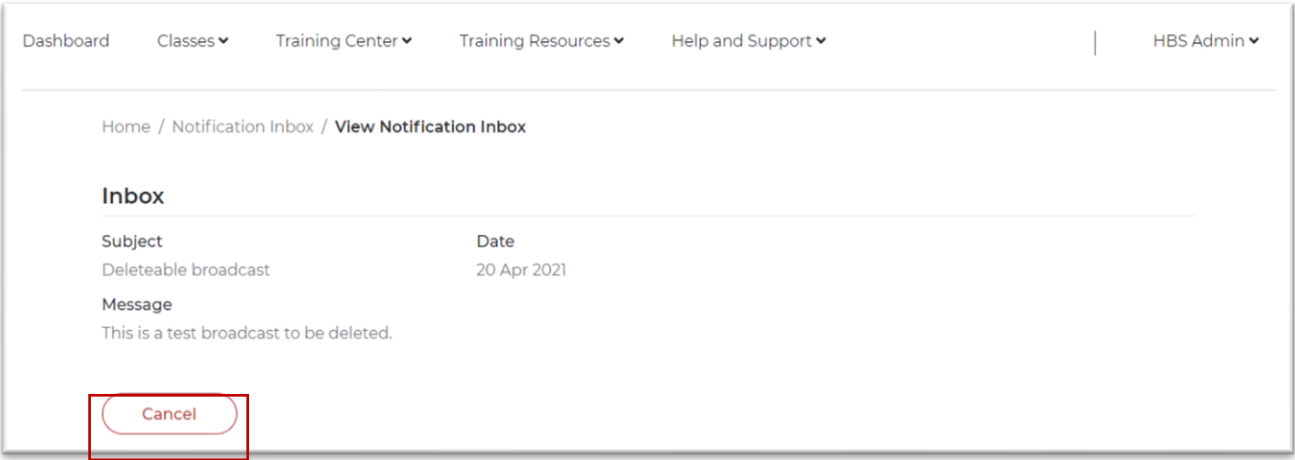 Dashboard Classes Training Center Training Resources Help and Support | HBS Admin
Home / Notification Inbox / View Notification Inbox
Inbox
Subject Date
Deleteable broadcast 20 Apr 2021
Message
This is a test broadcast to be deleted.
Cancel